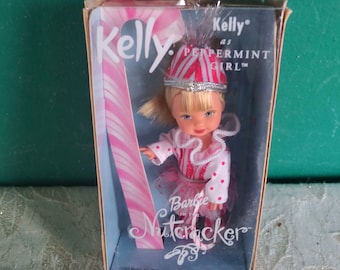 Kelly®
Kelly®
as
PEPPERMINT
GIRL™
Barbie
Nutcracker